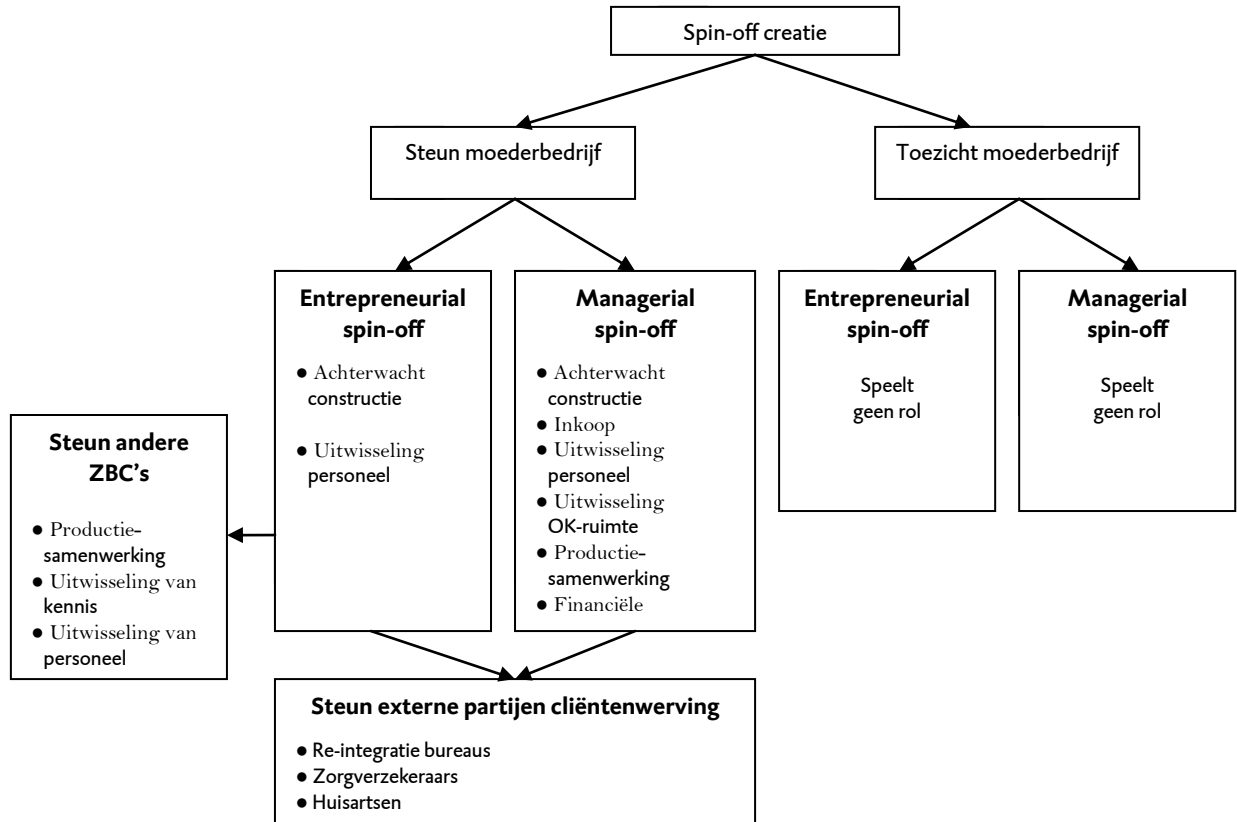 Spin-off creatie
Steun moederbedrijf
Toezicht moederbedrijf
Entrepreneurial
spin-off
● Achterwacht
constructie
● Uitwisseling
personeel
Managerial
spin-off
● Achterwacht
constructie
● Inkoop
● Uitwisseling
personeel
● Uitwisseling
OK-ruimte
● Productie-
samenwerking
● Financiële
Entrepreneurial
spin-off
Speelt
geen rol
Managerial
spin-off
Speelt
geen rol
Steun andere
ZBC's
● Productie-
samenwerking
● Uitwisseling van
kennis
● Uitwisseling van
personeel
Steun externe partijen cliëntenwerving
● Re-integratie bureaus
● Zorgverzekeraars
● Huisartsen